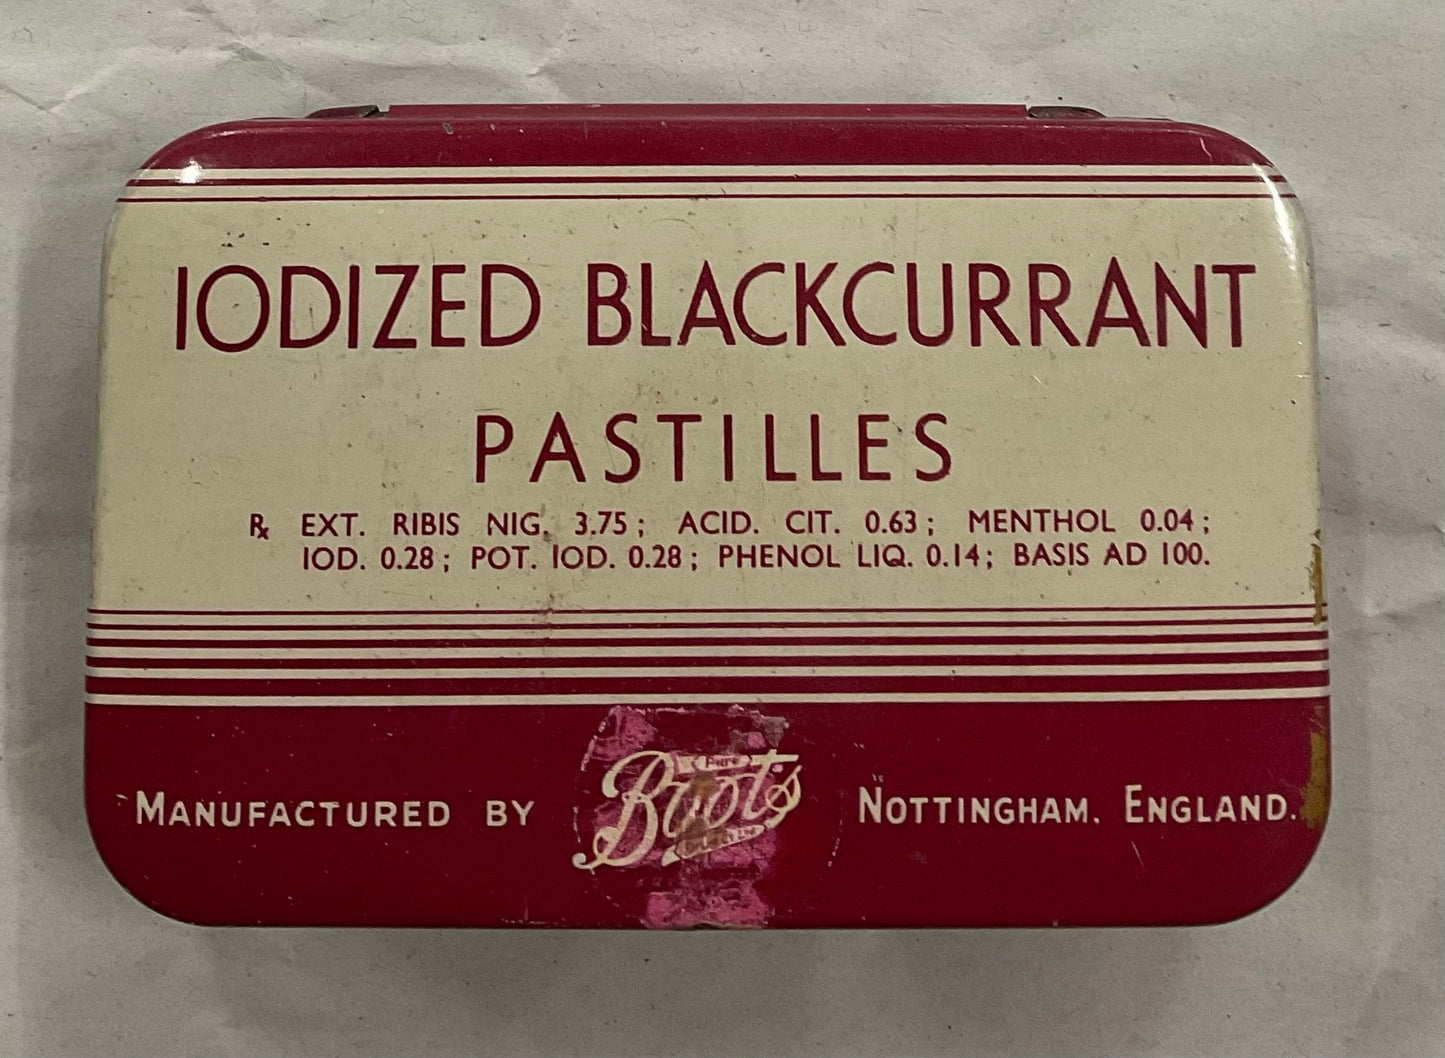 IODIZED BLACKCURRANT
PASTILLES
℞ EXT. RIBIS NIG. 3.75; ACID. CIT. 0.63; MENTHOL 0.04;
IOD. 0.28; POT. IOD. 0.28; PHENOL LIQ. 0.14; BASIS AD 100.
MANUFACTURED BY Boots NOTTINGHAM. ENGLAND.
Pure